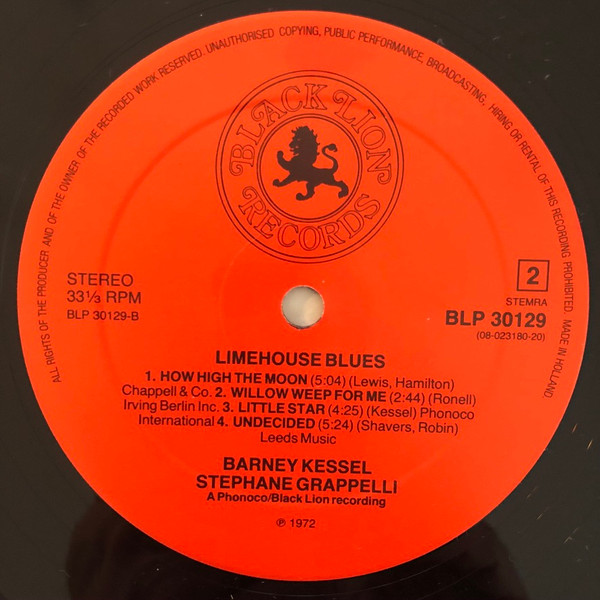 ALL RIGHTS OF THE PRODUCER AND OF THE OWNER OF THE RECORDED WORK RESERVED. UNAUTHORISED COPYING, PUBLIC PERFORMANCE, BROADCASTING, HIRING OR RENTAL OF THIS RECORDING PROHIBITED. MADE IN HOLLAND.
BLACK LION
RECORDS
STEREO
33⅓ RPM
BLP 30129-B
2
STEMRA
BLP 30129
(08-023180-20)
LIMEHOUSE BLUES
1. HOW HIGH THE MOON (5:04) (Lewis, Hamilton)
Chappell & Co. 2. WILLOW WEEP FOR ME (2:44) (Ronell)
Irving Berlin Inc. 3. LITTLE STAR (4:25) (Kessel) Phonoco
International 4. UNDECIDED (5:24) (Shavers, Robin)
Leeds Music
BARNEY KESSEL
STEPHANE GRAPPELLI
A Phonoco/Black Lion recording
℗ 1972